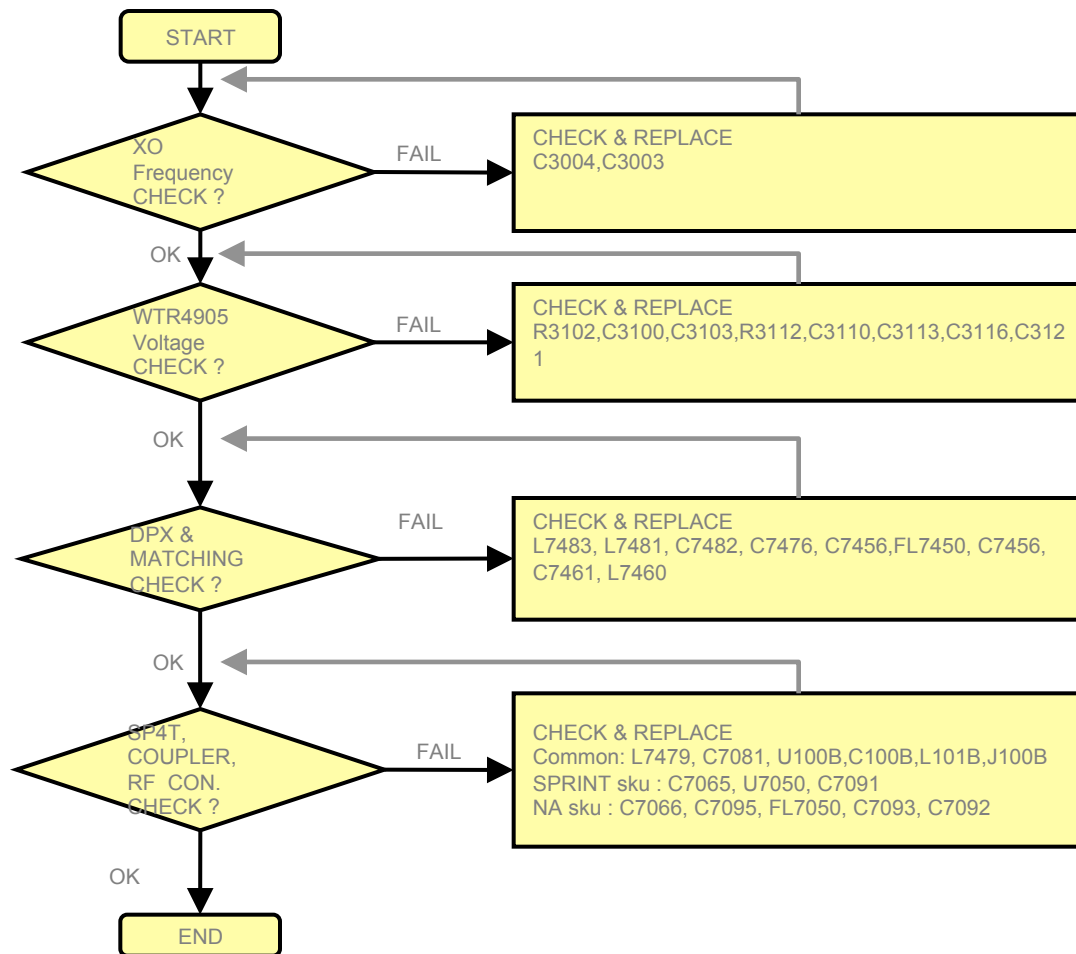 START
XO
Frequency
CHECK ?
FAIL
CHECK & REPLACE
C3004,C3003
OK
WTR4905
Voltage
CHECK ?
FAIL
CHECK & REPLACE
R3102,C3100,C3103,R3112,C3110,C3113,C3116,C312
1
OK
DPX &
MATCHING
CHECK ?
FAIL
CHECK & REPLACE
L7483, L7481, C7482, C7476, C7456,FL7450, C7456,
C7461, L7460
OK
SP4T,
COUPLER,
RF CON.
CHECK ?
FAIL
CHECK & REPLACE
Common: L7479, C7081, U100B,C100B,L101B,J100B
SPRINT sku : C7065, U7050, C7091
NA sku : C7066, C7095, FL7050, C7093, C7092
OK
END